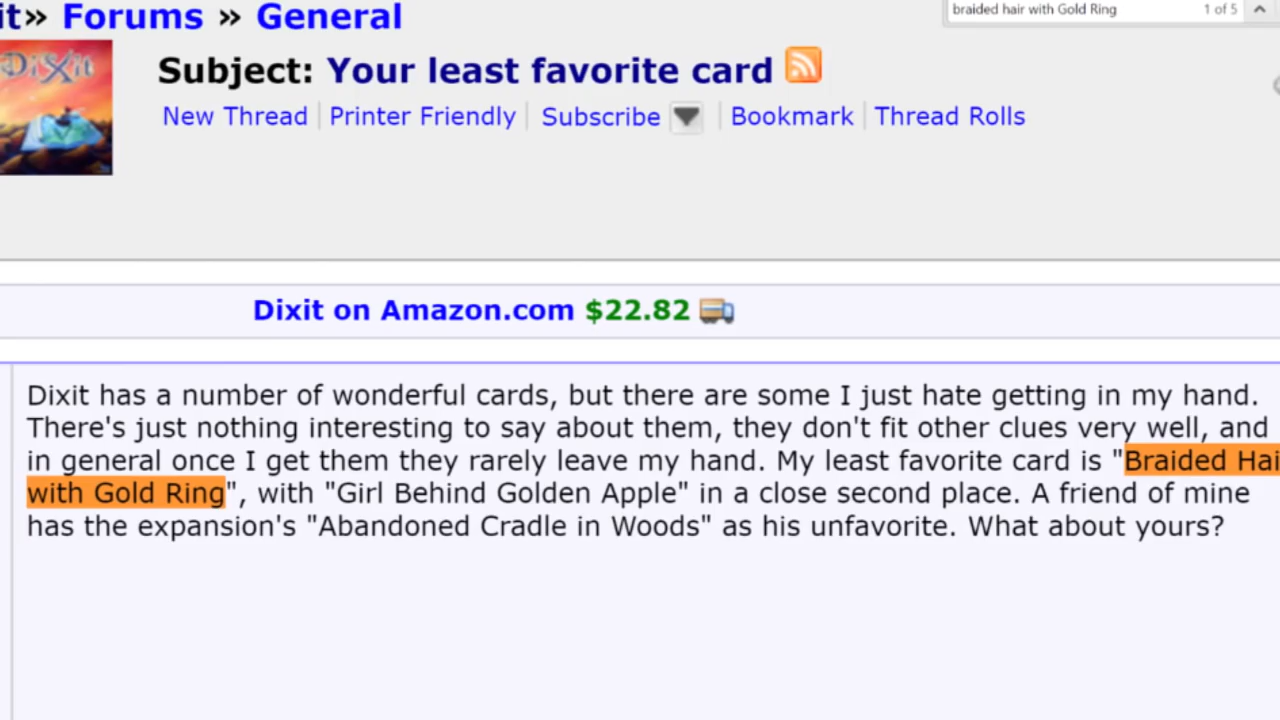 it» Forums » General
braided hair with Gold Ring 1 of 5
DiXit
Subject: Your least favorite card
New Thread Printer Friendly Subscribe Bookmark Thread Rolls
Dixit on Amazon.com $22.82
Dixit has a number of wonderful cards, but there are some I just hate getting in my hand.
There's just nothing interesting to say about them, they don't fit other clues very well, and
in general once I get them they rarely leave my hand. My least favorite card is "Braided Hai
with Gold Ring", with "Girl Behind Golden Apple" in a close second place. A friend of mine
has the expansion's "Abandoned Cradle in Woods" as his unfavorite. What about yours?